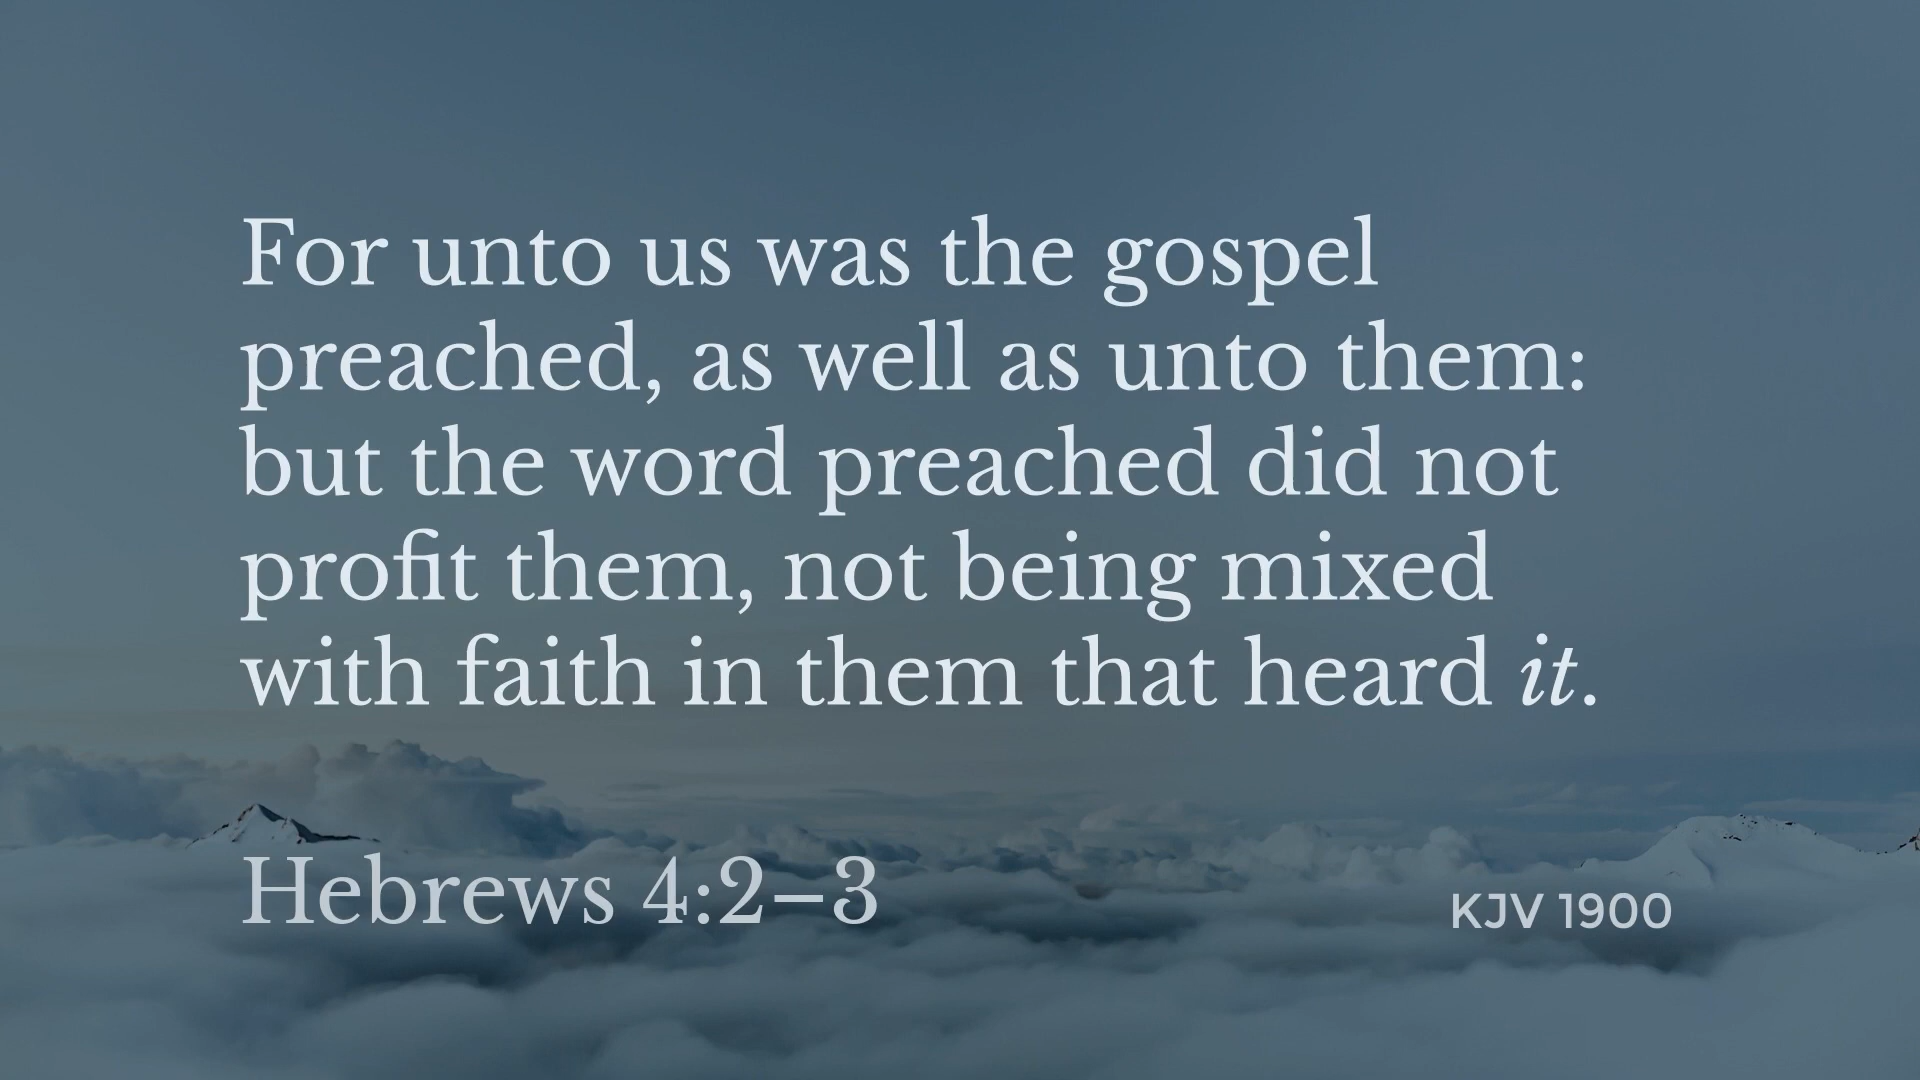 For unto us was the gospel
preached, as well as unto them:
but the word preached did not
profit them, not being mixed
with faith in them that heard it.
Hebrews 4:2–3
KJV 1900